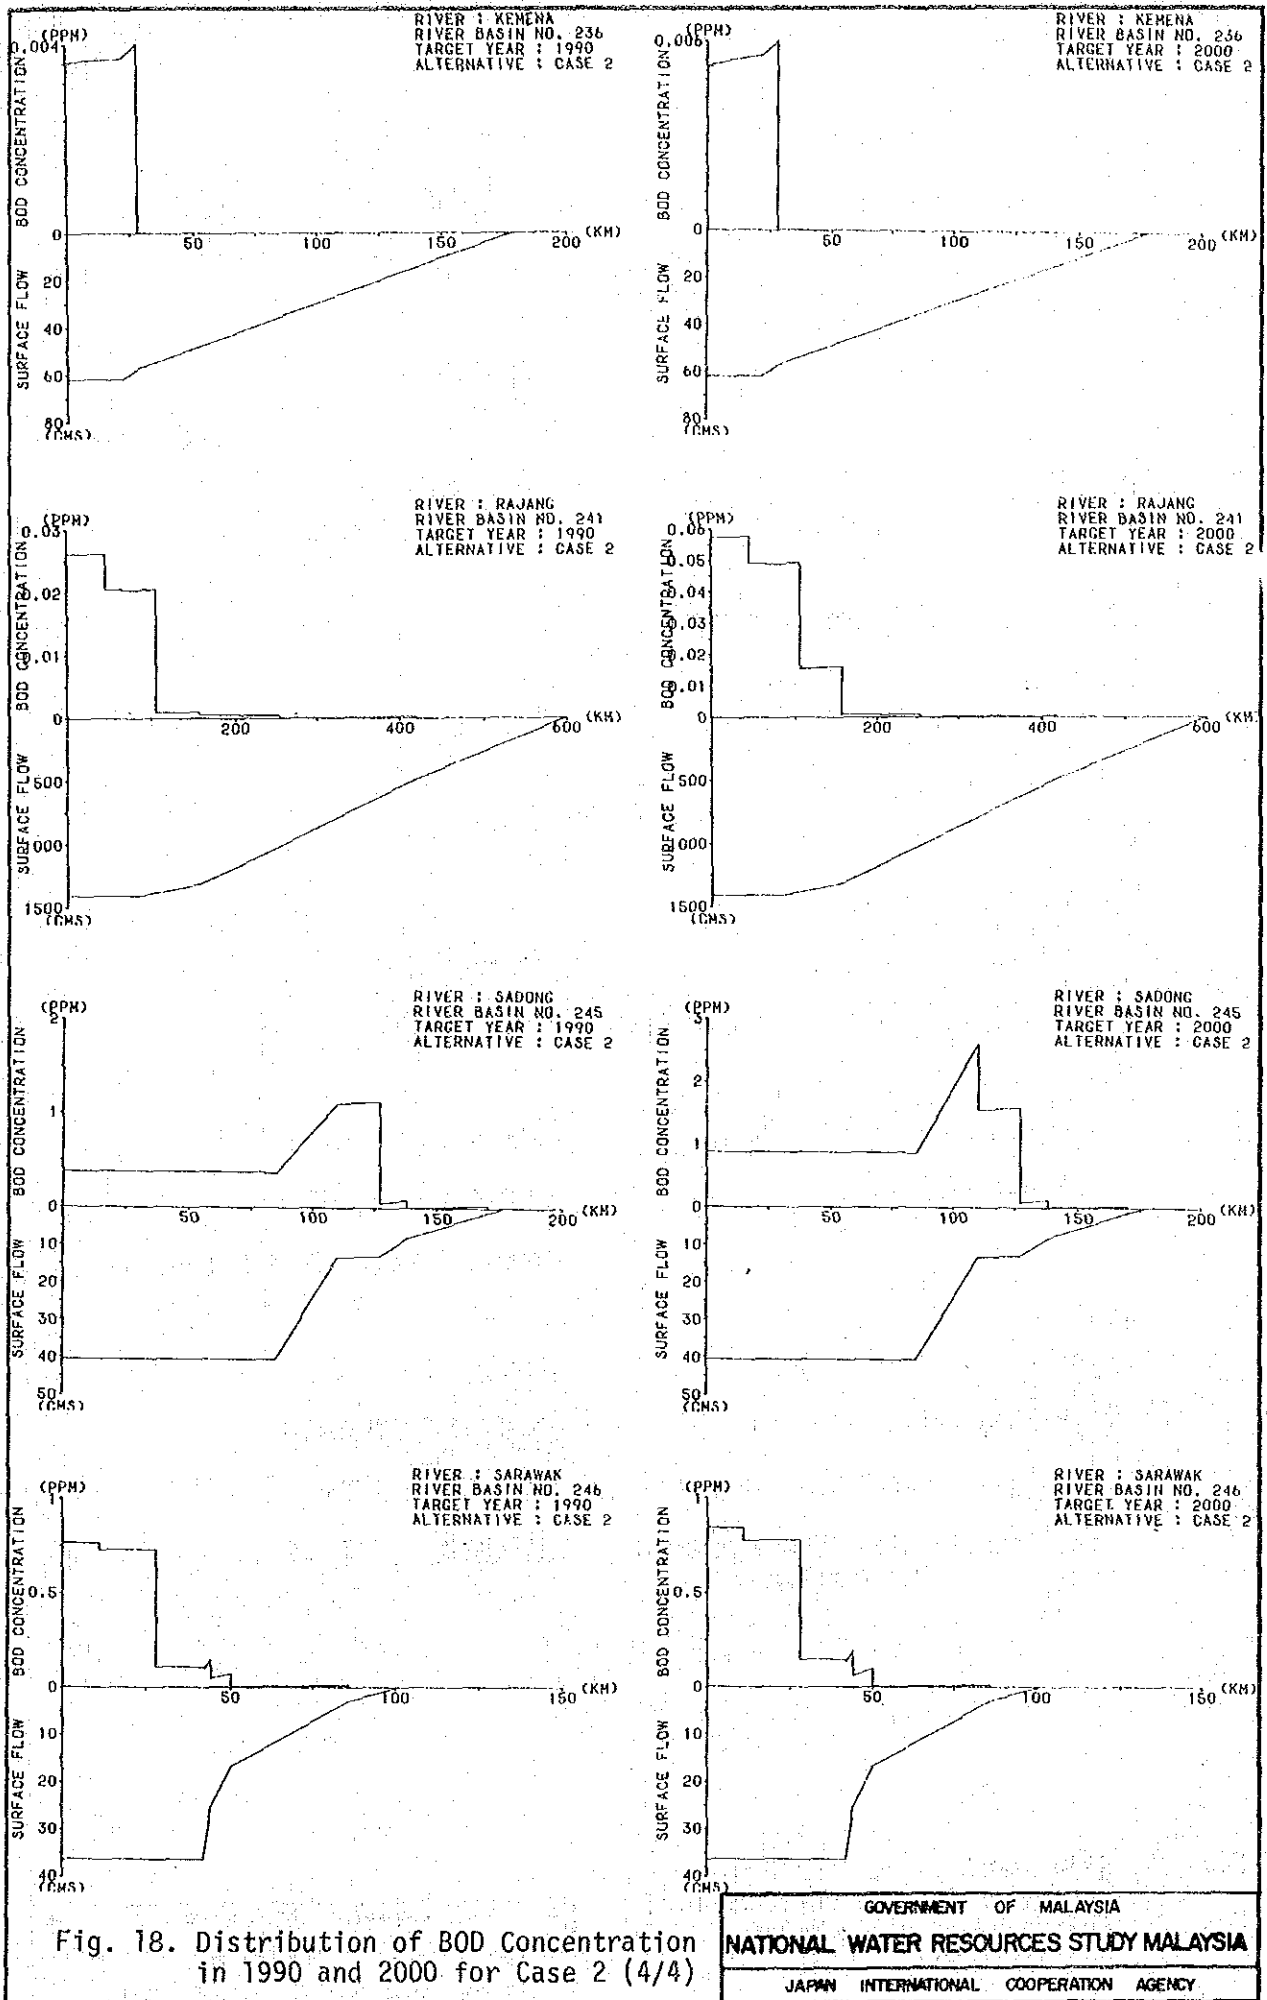 (PPM)
RIVER : KEMENA
RIVER BASIN NO. 236
TARGET YEAR : 1990
ALTERNATIVE : CASE 2
0.004
BOD CONCENTRATION
0
50
100
150
200 (KM)
20
40
60
80
SURFACE FLOW
(CMS)
(PPM)
RIVER : KEMENA
RIVER BASIN NO. 236
TARGET YEAR : 2000
ALTERNATIVE : CASE 2
0.006
BOD CONCENTRATION
0
50
100
150
200 (KM)
20
40
60
80
SURFACE FLOW
(CMS)
(PPM)
RIVER : RAJANG
RIVER BASIN NO. 241
TARGET YEAR : 1990
ALTERNATIVE : CASE 2
0.03
0.02
0.01
BOD CONCENTRATION
0
200
400
600 (KM)
500
1000
1500
SURFACE FLOW
(CMS)
(PPM)
RIVER : RAJANG
RIVER BASIN NO. 241
TARGET YEAR : 2000
ALTERNATIVE : CASE 2
0.06
0.05
0.04
0.03
0.02
0.01
BOD CONCENTRATION
0
200
400
600 (KM)
500
1000
1500
SURFACE FLOW
(CMS)
(PPM)
RIVER : SADONG
RIVER BASIN NO. 245
TARGET YEAR : 1990
ALTERNATIVE : CASE 2
2
1
BOD CONCENTRATION
0
50
100
150
200 (KM)
10
20
30
40
50
SURFACE FLOW
(CMS)
(PPM)
RIVER : SADONG
RIVER BASIN NO. 245
TARGET YEAR : 2000
ALTERNATIVE : CASE 2
3
2
1
BOD CONCENTRATION
0
50
100
150
200 (KM)
10
20
30
40
50
SURFACE FLOW
(CMS)
(PPM)
RIVER : SARAWAK
RIVER BASIN NO. 246
TARGET YEAR : 1990
ALTERNATIVE : CASE 2
1
0.5
BOD CONCENTRATION
0
50
100
150 (KM)
10
20
30
40
SURFACE FLOW
(CMS)
(PPM)
RIVER : SARAWAK
RIVER BASIN NO. 246
TARGET YEAR : 2000
ALTERNATIVE : CASE 2
1
0.5
BOD CONCENTRATION
0
50
100
150 (KM)
10
20
30
40
SURFACE FLOW
(CMS)
Fig. 18. Distribution of BOD Concentration
in 1990 and 2000 for Case 2 (4/4)
GOVERNMENT OF MALAYSIA
NATIONAL WATER RESOURCES STUDY MALAYSIA
JAPAN INTERNATIONAL COOPERATION AGENCY